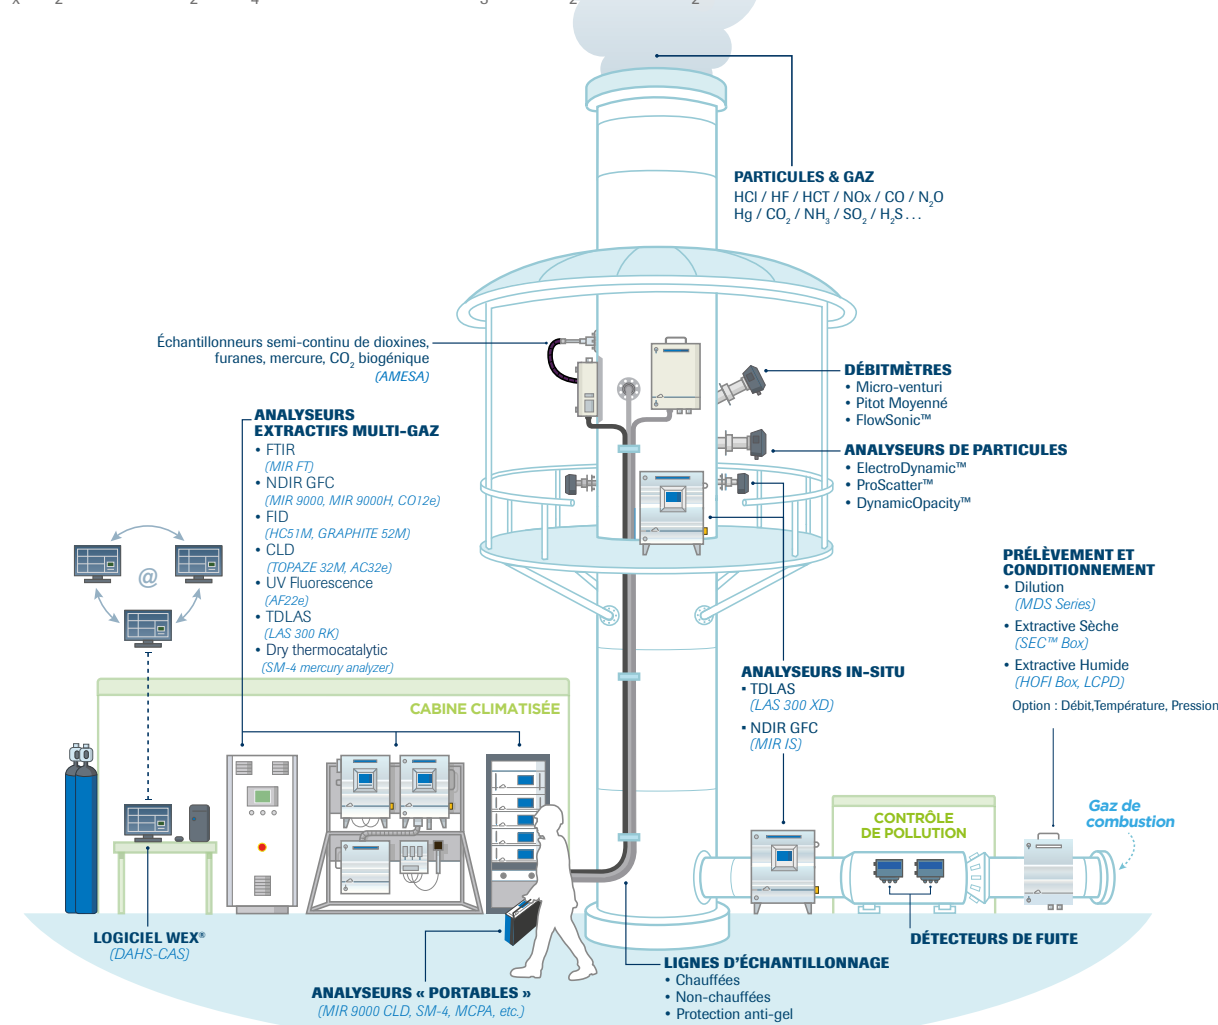 x 2 2 4 3 2 2
PARTICULES & GAZ
HCl / HF / HCT / NOx / CO / N₂O
Hg / CO₂ / NH₃ / SO₂ / H₂S...
Échantillonneurs semi-continu de dioxines,
furanes, mercure, CO₂ biogénique
(AMESA)
DÉBITMÈTRES
• Micro-venturi
• Pitot Moyenné
• FlowSonic™
ANALYSEURS DE PARTICULES
• ElectroDynamic™
• ProScatter™
• DynamicOpacity™
ANALYSEURS
EXTRACTIFS MULTI-GAZ
• FTIR
(MIR FT)
• NDIR GFC
(MIR 9000, MIR 9000H, CO12e)
• FID
(HC51M, GRAPHITE 52M)
• CLD
(TOPAZE 32M, AC32e)
• UV Fluorescence
(AF22e)
• TDLAS
(LAS 300 RK)
• Dry thermocatalytic
(SM-4 mercury analyzer)
@
PRÉLÈVEMENT ET
CONDITIONNEMENT
• Dilution
(MDS Series)
• Extractive Sèche
(SEC™ Box)
• Extractive Humide
(HOFI Box, LCPD)
Option : Débit,Température, Pression
ANALYSEURS IN-SITU
▪ TDLAS
(LAS 300 XD)
▪ NDIR GFC
(MIR IS)
CABINE CLIMATISÉE
CONTRÔLE
DE POLLUTION
Gaz de
combustion
LOGICIEL WEX®
(DAHS-CAS)
DÉTECTEURS DE FUITE
ANALYSEURS « PORTABLES »
(MIR 9000 CLD, SM-4, MCPA, etc.)
LIGNES D'ÉCHANTILLONNAGE
• Chauffées
• Non-chauffées
• Protection anti-gel